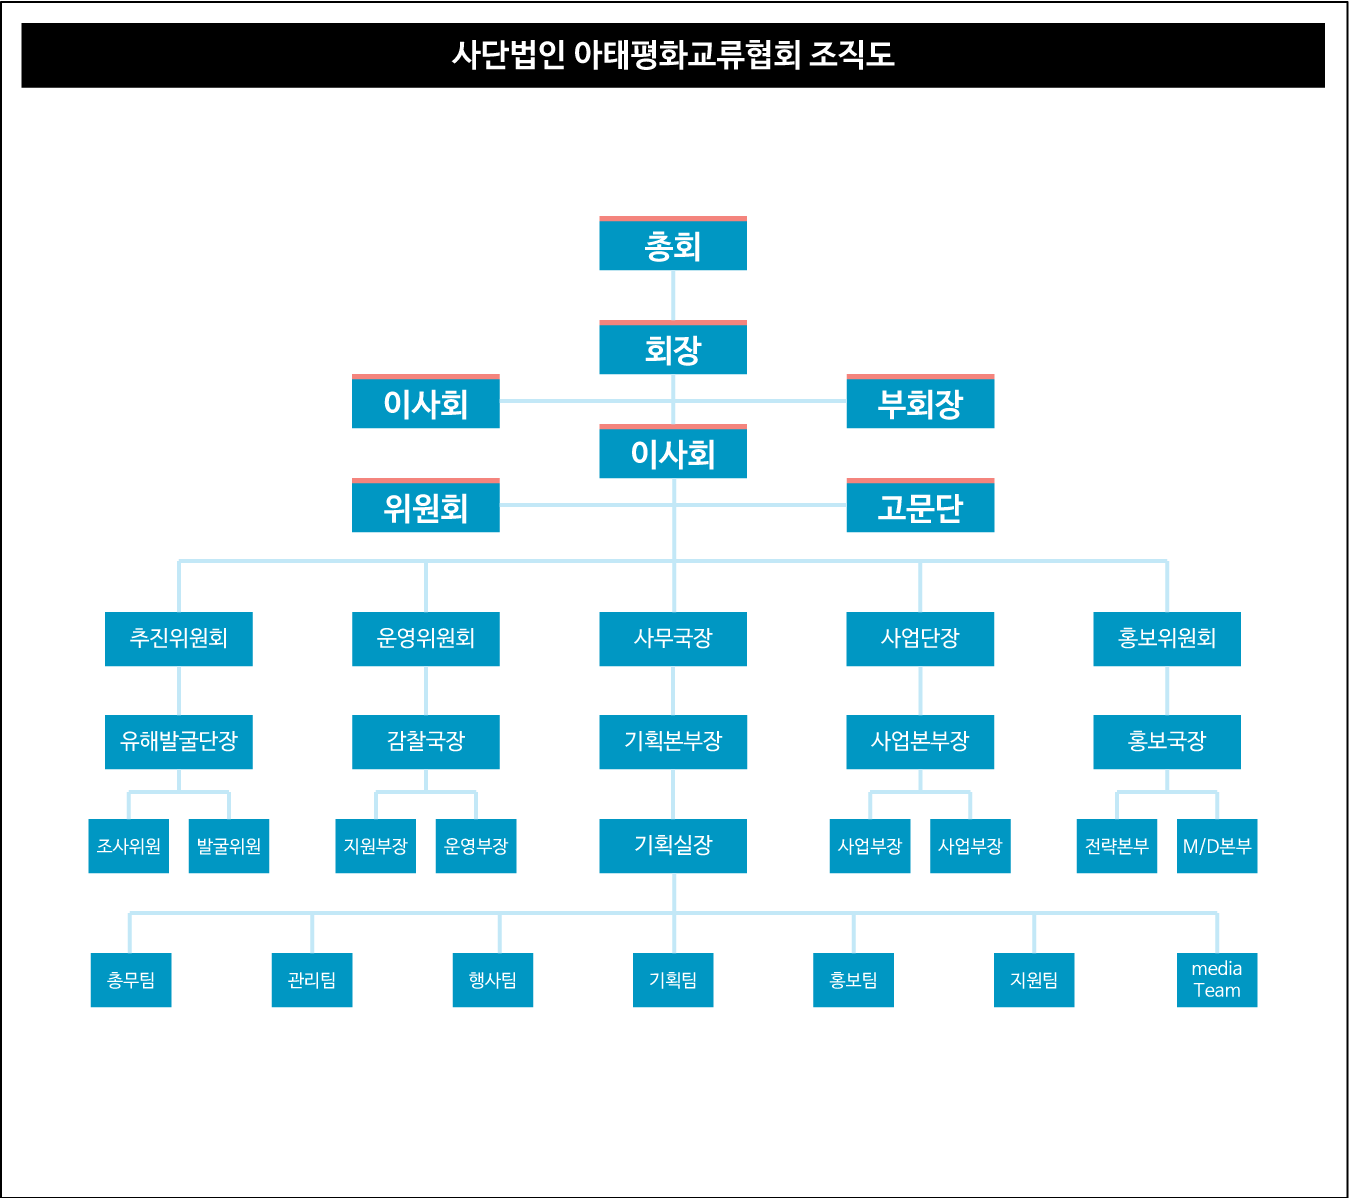 사단법인 아태평화교류협회 조직도
총회
회장
이사회
부회장
이사회
위원회
고문단
추진위원회
운영위원회
사무국장
사업단장
홍보위원회
유해발굴단장
감찰국장
기획본부장
사업본부장
홍보국장
조사위원
발굴위원
지원부장
운영부장
기획실장
사업부장
사업부장
전략본부
M/D본부
총무팀
관리팀
행사팀
기획팀
홍보팀
지원팀
media
Team